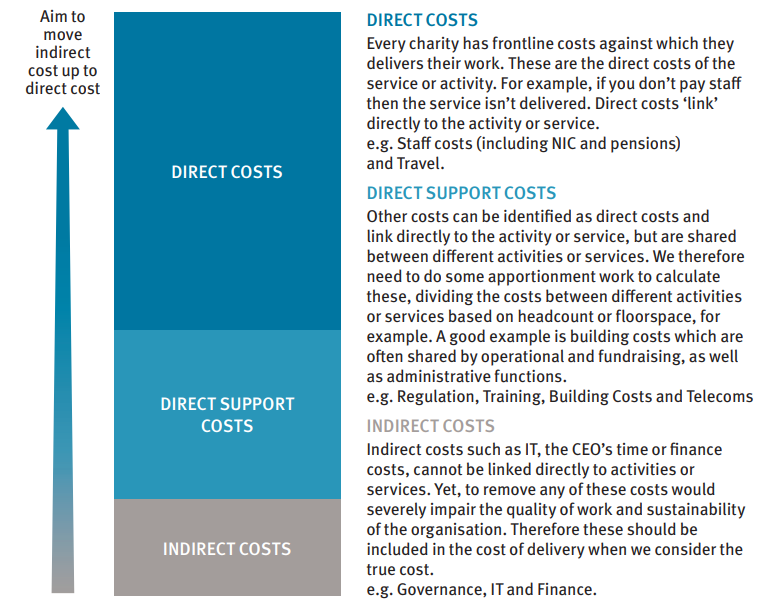 Aim to
move
indirect
cost up to
direct cost
DIRECT COSTS
DIRECT SUPPORT
COSTS
INDIRECT COSTS
DIRECT COSTS
Every charity has frontline costs against which they
delivers their work. These are the direct costs of the
service or activity. For example, if you don’t pay staff
then the service isn’t delivered. Direct costs ‘link’
directly to the activity or service.
e.g. Staff costs (including NIC and pensions)
and Travel.
DIRECT SUPPORT COSTS
Other costs can be identified as direct costs and
link directly to the activity or service, but are shared
between different activities or services. We therefore
need to do some apportionment work to calculate
these, dividing the costs between different activities
or services based on headcount or floorspace, for
example. A good example is building costs which are
often shared by operational and fundraising, as well
as administrative functions.
e.g. Regulation, Training, Building Costs and Telecoms
INDIRECT COSTS
Indirect costs such as IT, the CEO’s time or finance
costs, cannot be linked directly to activities or
services. Yet, to remove any of these costs would
severely impair the quality of work and sustainability
of the organisation. Therefore these should be
included in the cost of delivery when we consider the
true cost.
e.g. Governance, IT and Finance.